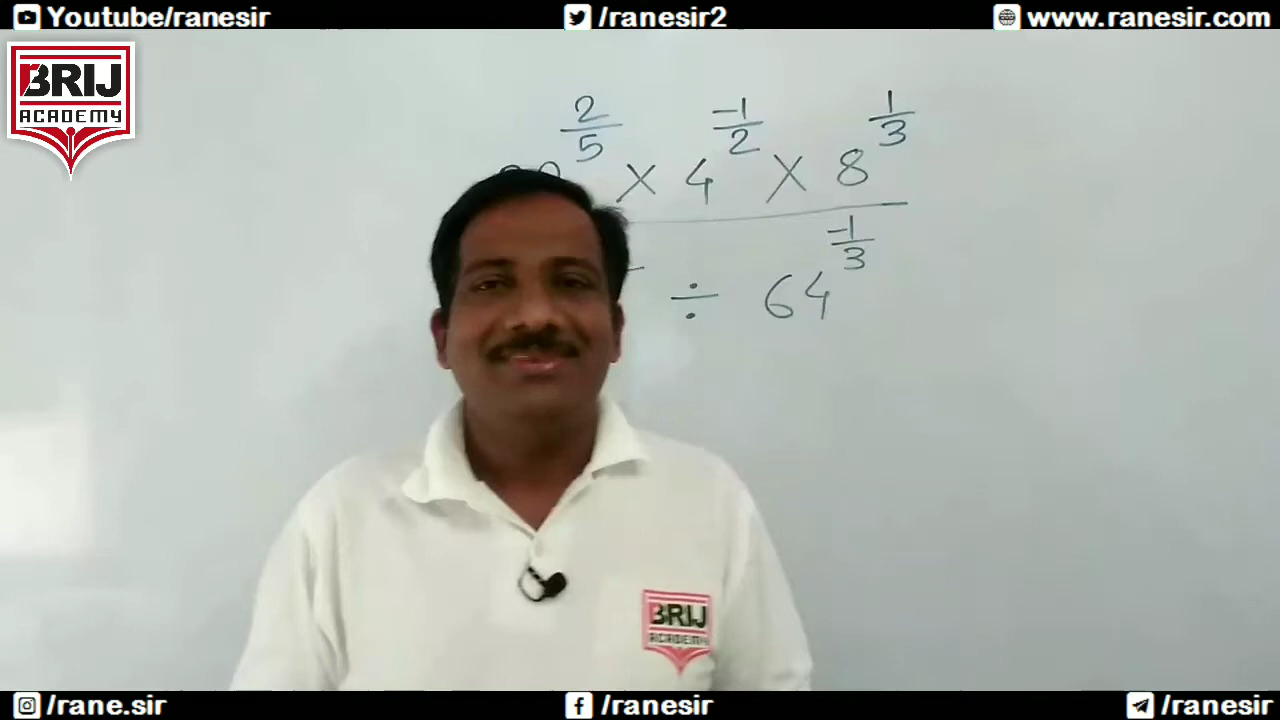 Youtube/ranesir /ranesir2 www.ranesir.com
BRIJ
ACADEMY
2/5 -1/2 1/3
× 4 × 8
-1/3
÷ 64
BRIJ
ACADEMY
/rane.sir /ranesir /ranesir